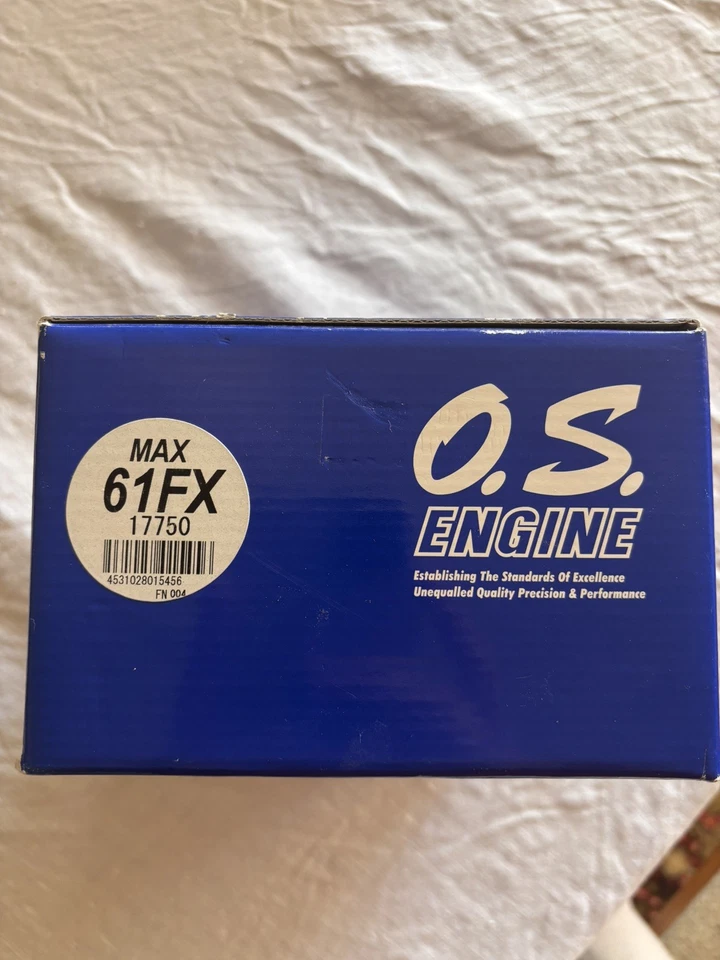 MAX
61FX
17750
4531028015456
FN 004
O.S.
ENGINE
Establishing The Standards Of Excellence
Unequalled Quality Precision & Performance